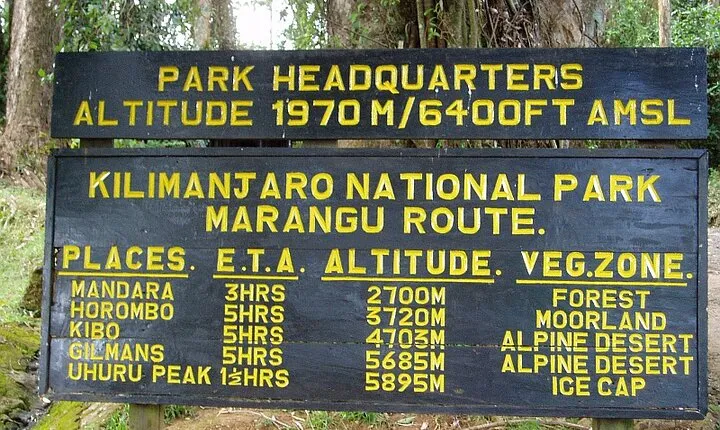 PARK HEADQUARTERS
ALTITUDE 1970 M/6400FT AMSL
KILIMANJARO NATIONAL PARK
MARANGU ROUTE.
PLACES. E.T.A. ALTITUDE. VEG.ZONE.
MANDARA 3HRS 2700M FOREST
HOROMBO 5HRS 3720M MOORLAND
KIBO 5HRS 4703M ALPINE DESERT
GILMANS 5HRS 5685M ALPINE DESERT
UHURU PEAK 1½HRS 5895M ICE CAP